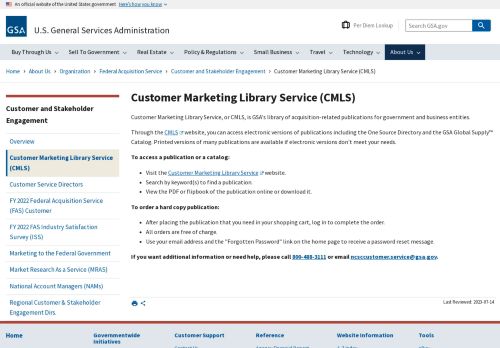 An official website of the United States government Here's how you know
GSA
U.S. General Services Administration
Per Diem Lookup
Search GSA.gov
Buy Through Us
Sell To Government
Real Estate
Policy & Regulations
Small Business
Travel
Technology
About Us
Home › About Us › Organization › Federal Acquisition Service › Customer and Stakeholder Engagement › Customer Marketing Library Service (CMLS)
Customer and Stakeholder
Engagement
Overview
Customer Marketing Library Service
(CMLS)
Customer Service Directors
FY 2022 Federal Acquisition Service
(FAS) Customer
FY 2022 FAS Industry Satisfaction
Survey (ISS)
Marketing to the Federal Government
Market Research As a Service (MRAS)
National Account Managers (NAMs)
Regional Customer & Stakeholder
Engagement Dirs.
Customer Marketing Library Service (CMLS)
Customer Marketing Library Service, or CMLS, is GSA's library of acquisition-related publications for government and business entities.
Through the CMLS website, you can access electronic versions of publications including the One Source Directory and the GSA Global Supply™
Catalog. Printed versions of many publications are available if electronic versions don't meet your needs.
To access a publication or a catalog:
• Visit the Customer Marketing Library Service website.
• Search by keyword(s) to find a publication.
• View the PDF or flipbook of the publication online or download it.
To order a hard copy publication:
• After placing the publication that you need in your shopping cart, log in to complete the order.
• All orders are free of charge.
• Use your email address and the "Forgotten Password" link on the home page to receive a password reset message.
If you want additional information or need help, please call 800-488-3111 or email ncsccustomer.service@gsa.gov.
Last Reviewed: 2023-07-14
Home
Governmentwide
Initiatives
Customer Support
Reference
Website Information
Tools